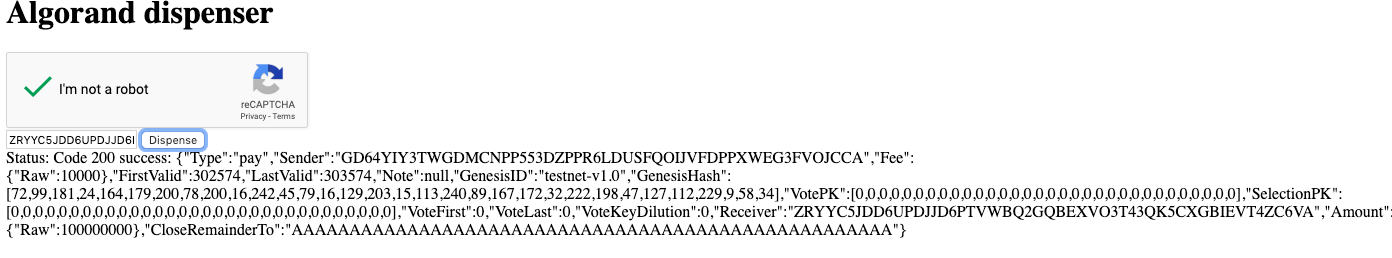 Algorand dispenser
I'm not a robot
reCAPTCHA
Privacy - Terms
ZRYYC5JDD6UPDJJD6I Dispense
Status: Code 200 success: {"Type":"pay","Sender":"GD64YIY3TWGDMCNPP553DZPPR6LDUSFQOIJVFDPPXWEG3FVOJCCA","Fee":
{"Raw":10000},"FirstValid":302574,"LastValid":303574,"Note":null,"GenesisID":"testnet-v1.0","GenesisHash":
[72,99,181,24,164,179,200,78,200,16,242,45,79,16,129,203,15,113,240,89,167,172,32,222,198,47,127,112,229,9,58,34],"VotePK":[0,0,0,0,0,0,0,0,0,0,0,0,0,0,0,0,0,0,0,0,0,0,0,0,0,0,0,0,0,0,0,0],"SelectionPK":
[0,0,0,0,0,0,0,0,0,0,0,0,0,0,0,0,0,0,0,0,0,0,0,0,0,0,0,0,0,0,0,0],"VoteFirst":0,"VoteLast":0,"VoteKeyDilution":0,"Receiver":"ZRYYC5JDD6UPDJJD6PTVWBQ2GQBEXVO3T43QK5CXGBIEVT4ZC6VA","Amount":
{"Raw":100000000},"CloseRemainderTo":"AAAAAAAAAAAAAAAAAAAAAAAAAAAAAAAAAAAAAAAAAAAAAAAAAAAA"}